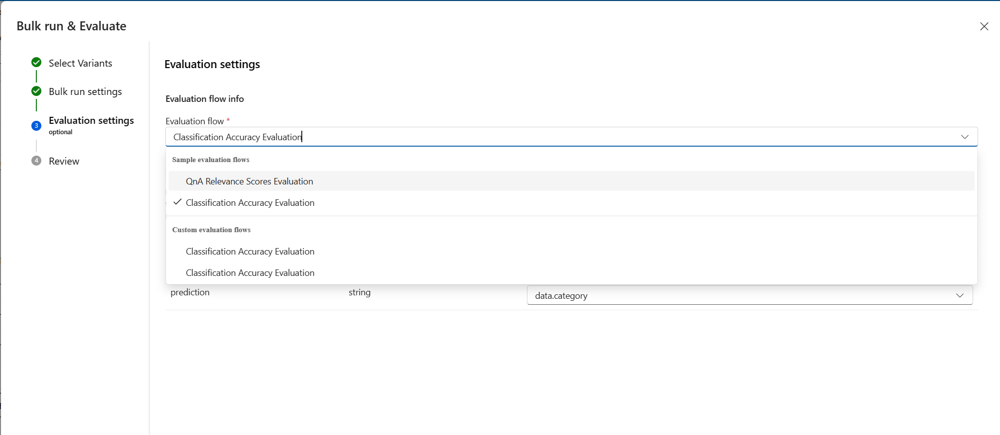 Bulk run & Evaluate
Select Variants
Bulk run settings
3
Evaluation settings
optional
4
Review
Evaluation settings
Evaluation flow info
Evaluation flow *
Classification Accuracy Evaluation
Sample evaluation flows
QnA Relevance Scores Evaluation
Classification Accuracy Evaluation
Custom evaluation flows
Classification Accuracy Evaluation
Classification Accuracy Evaluation
prediction string data.category